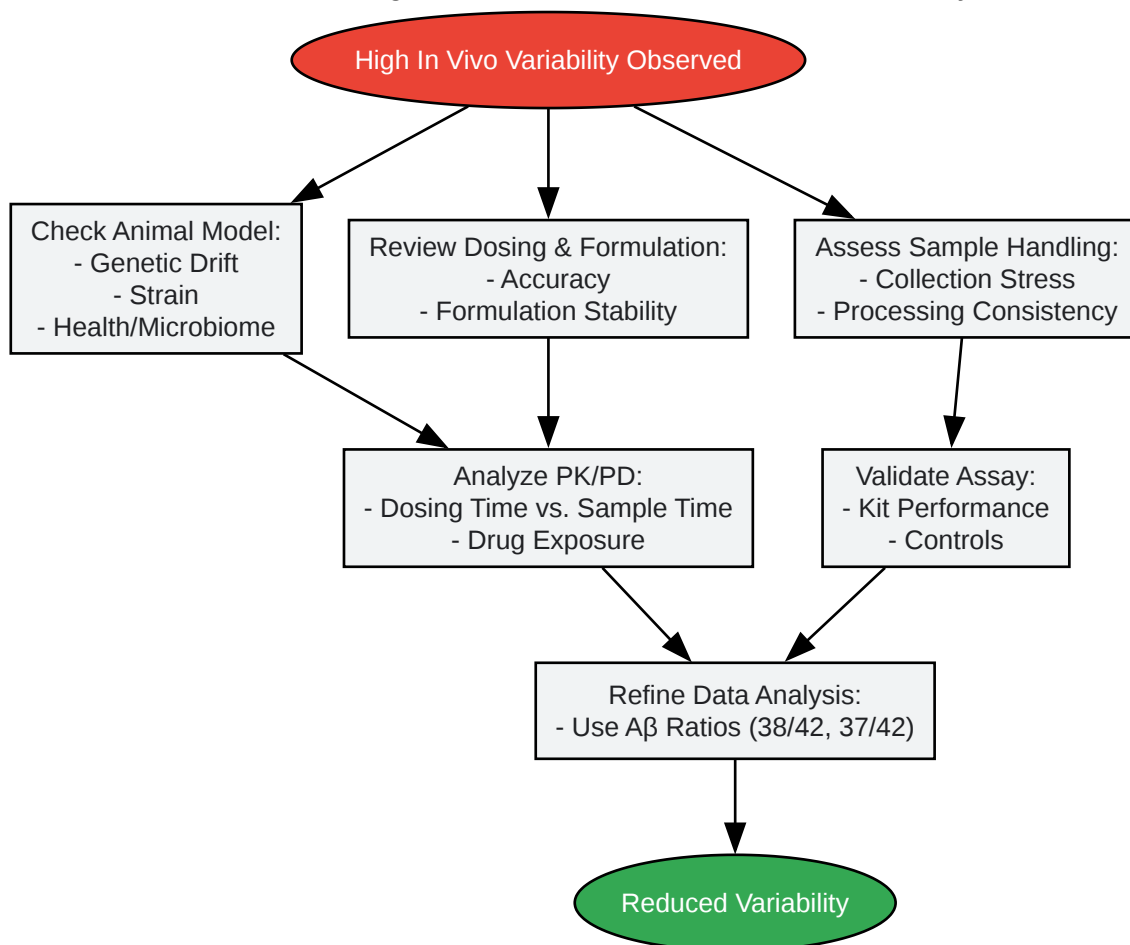 High In Vivo Variability Observed
Check Animal Model:
- Genetic Drift
- Strain
- Health/Microbiome
Review Dosing & Formulation:
- Accuracy
- Formulation Stability
Assess Sample Handling:
- Collection Stress
- Processing Consistency
Analyze PK/PD:
- Dosing Time vs. Sample Time
- Drug Exposure
Validate Assay:
- Kit Performance
- Controls
Refine Data Analysis:
- Use Aβ Ratios (38/42, 37/42)
Reduced Variability